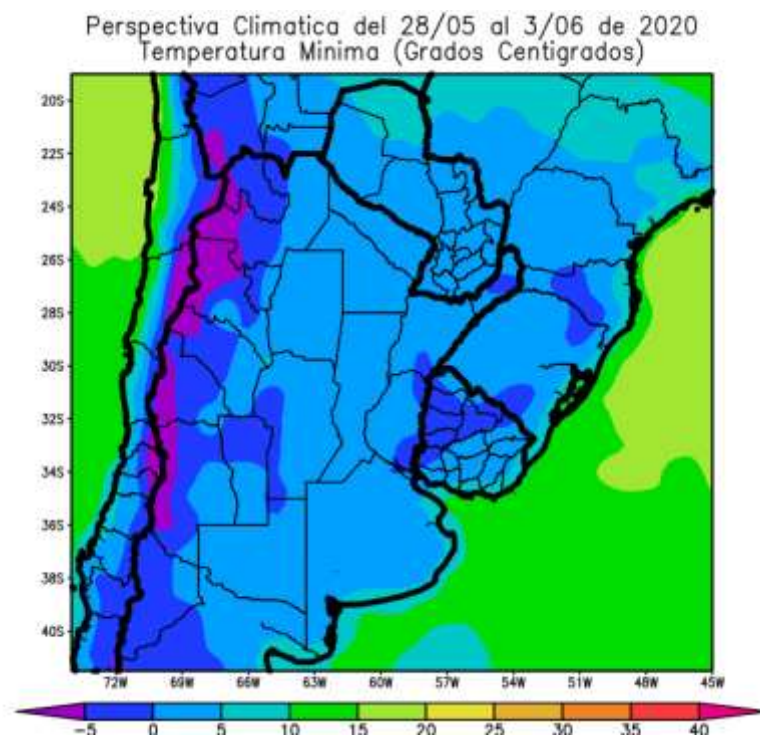 Perspectiva Climatica del 28/05 al 3/06 de 2020
Temperatura Minima (Grados Centigrados)
20S
22S
24S
26S
28S
30S
32S
34S
36S
38S
40S
72W 69W 66W 63W 60W 57W 54W 51W 48W 45W
-5 0 5 10 15 20 25 30 35 40